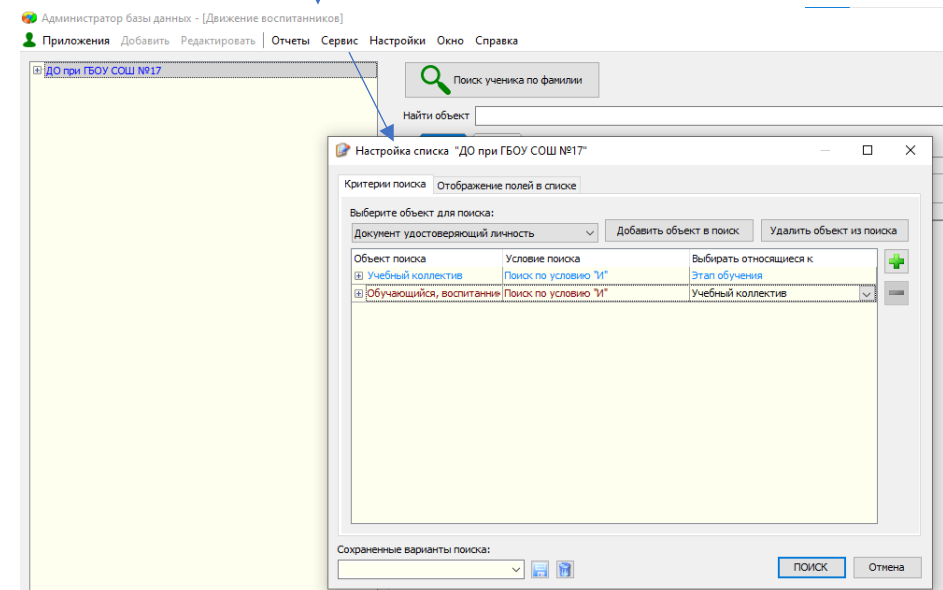 Администратор базы данных - [Движение воспитанников]
Приложения Добавить Редактировать Отчеты Сервис Настройки Окно Справка
ДО при ГБОУ СОШ №17
Поиск ученика по фамилии
Найти объект
Настройка списка "ДО при ГБОУ СОШ №17"
Критерии поиска Отображение полей в списке
Выберите объект для поиска:
Документ удостоверяющий личность Добавить объект в поиск Удалить объект из поиска
Объект поиска Условие поиска Выбирать относящиеся к
Учебный коллектив Поиск по условию "И" Этап обучения
Обучающийся, воспитанник Поиск по условию "И" Учебный коллектив
Сохраненные варианты поиска:
ПОИСК Отмена